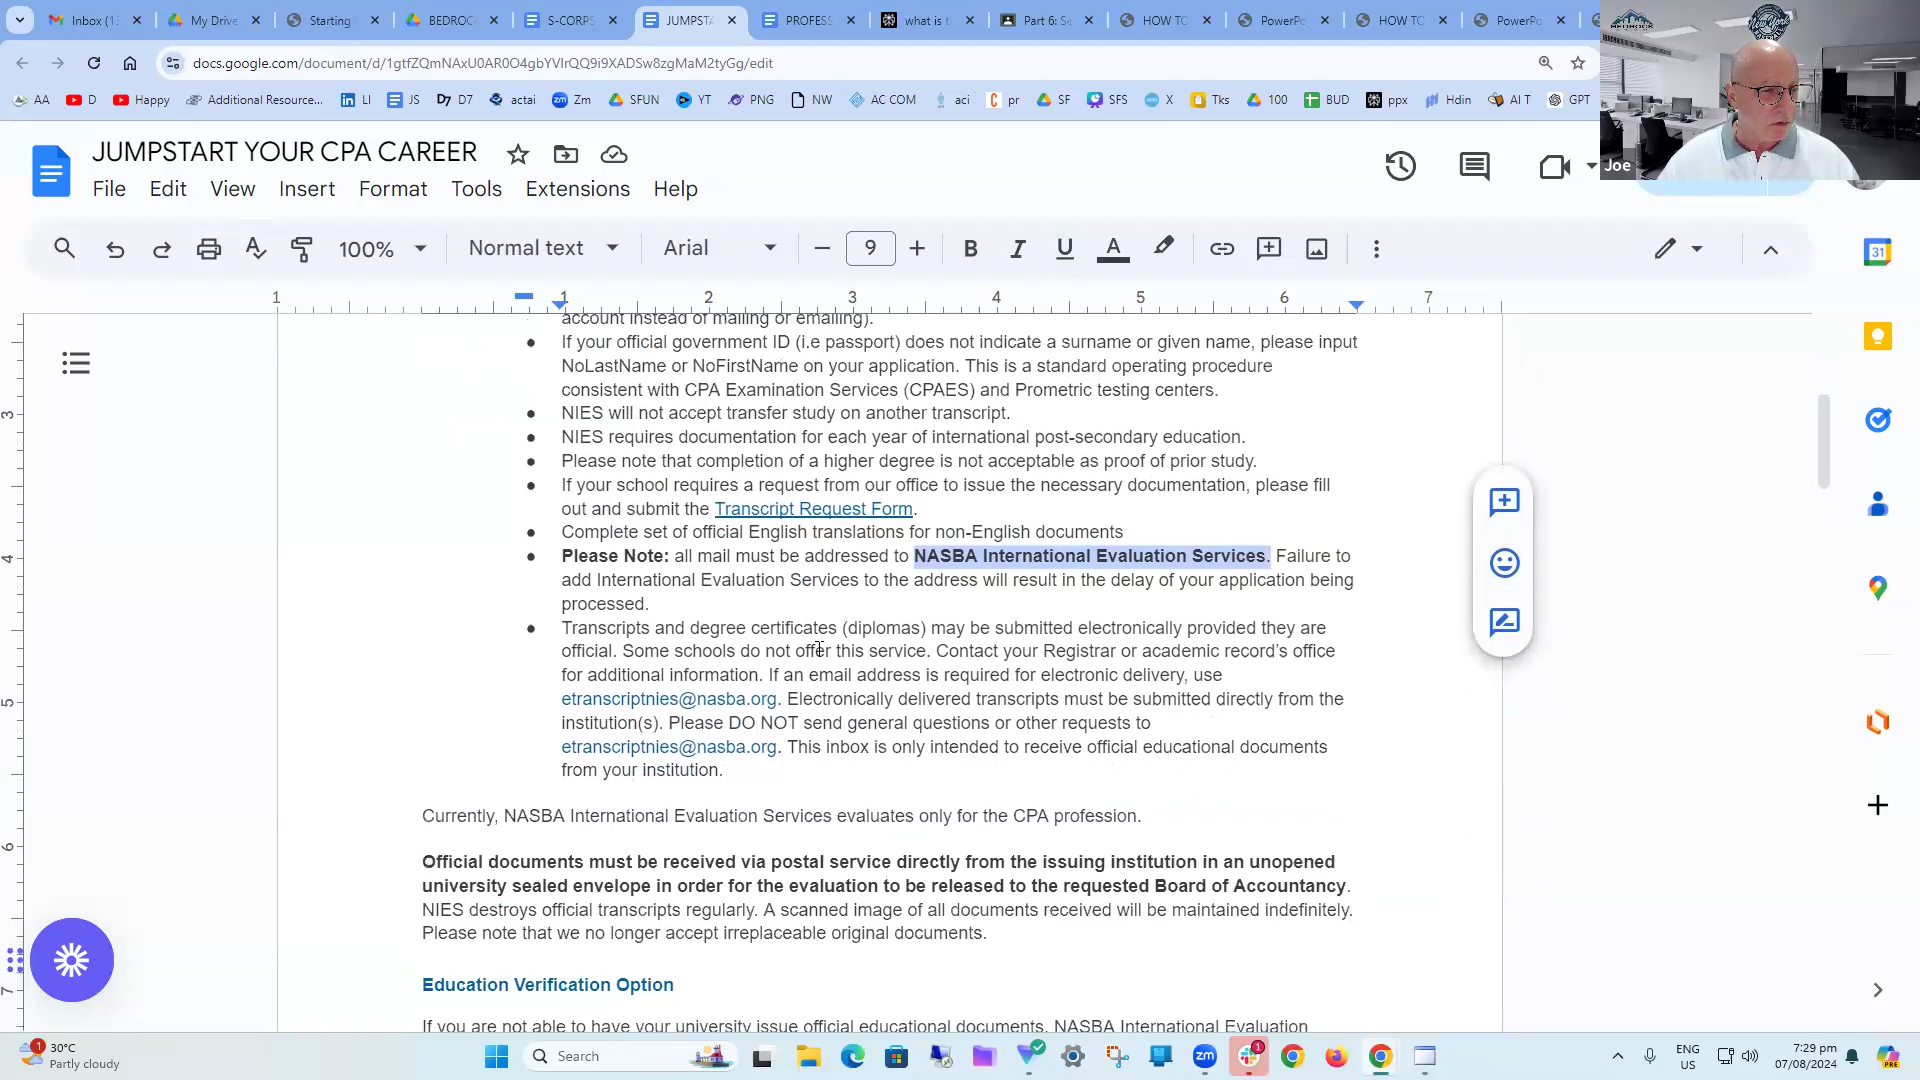 Inbox (1
My Drive
Starting
BEDROC
S-CORPS
JUMPSTA
PROFESS
what is t
Part 6: Se
HOW TO
PowerPo
HOW TO
PowerPo
docs.google.com/document/d/1gtfZQmNAxU0AR0O4gbYVIrQQ9i9XADSw8zgMaM2tyGg/edit
AA
D
Happy
Additional Resource...
LI
JS
D7
actai
Zm
SFUN
YT
PNG
NW
AC COM
aci
pr
SF
SFS
X
Tks
100
BUD
ppx
Hdin
AI T
GPT
Joe
JUMPSTART YOUR CPA CAREER
File Edit View Insert Format Tools Extensions Help
100% Normal text Arial 9
1 1 2 3 4 5 6 7
account instead of mailing or emailing).
● If your official government ID (i.e passport) does not indicate a surname or given name, please input
NoLastName or NoFirstName on your application. This is a standard operating procedure
consistent with CPA Examination Services (CPAES) and Prometric testing centers.
● NIES will not accept transfer study on another transcript.
● NIES requires documentation for each year of international post-secondary education.
● Please note that completion of a higher degree is not acceptable as proof of prior study.
● If your school requires a request from our office to issue the necessary documentation, please fill
out and submit the Transcript Request Form.
● Complete set of official English translations for non-English documents
● Please Note: all mail must be addressed to NASBA International Evaluation Services. Failure to
add International Evaluation Services to the address will result in the delay of your application being
processed.
● Transcripts and degree certificates (diplomas) may be submitted electronically provided they are
official. Some schools do not offer this service. Contact your Registrar or academic record's office
for additional information. If an email address is required for electronic delivery, use
etranscriptnies@nasba.org. Electronically delivered transcripts must be submitted directly from the
institution(s). Please DO NOT send general questions or other requests to
etranscriptnies@nasba.org. This inbox is only intended to receive official educational documents
from your institution.
Currently, NASBA International Evaluation Services evaluates only for the CPA profession.
Official documents must be received via postal service directly from the issuing institution in an unopened
university sealed envelope in order for the evaluation to be released to the requested Board of Accountancy.
NIES destroys official transcripts regularly. A scanned image of all documents received will be maintained indefinitely.
Please note that we no longer accept irreplaceable original documents.
Education Verification Option
If you are not able to have your university issue official educational documents, NASBA International Evaluation
3
4
5
6
7
31
1
30°C
Partly cloudy
Search
zm
1
ENG
US
7:29 pm
07/08/2024
PRE